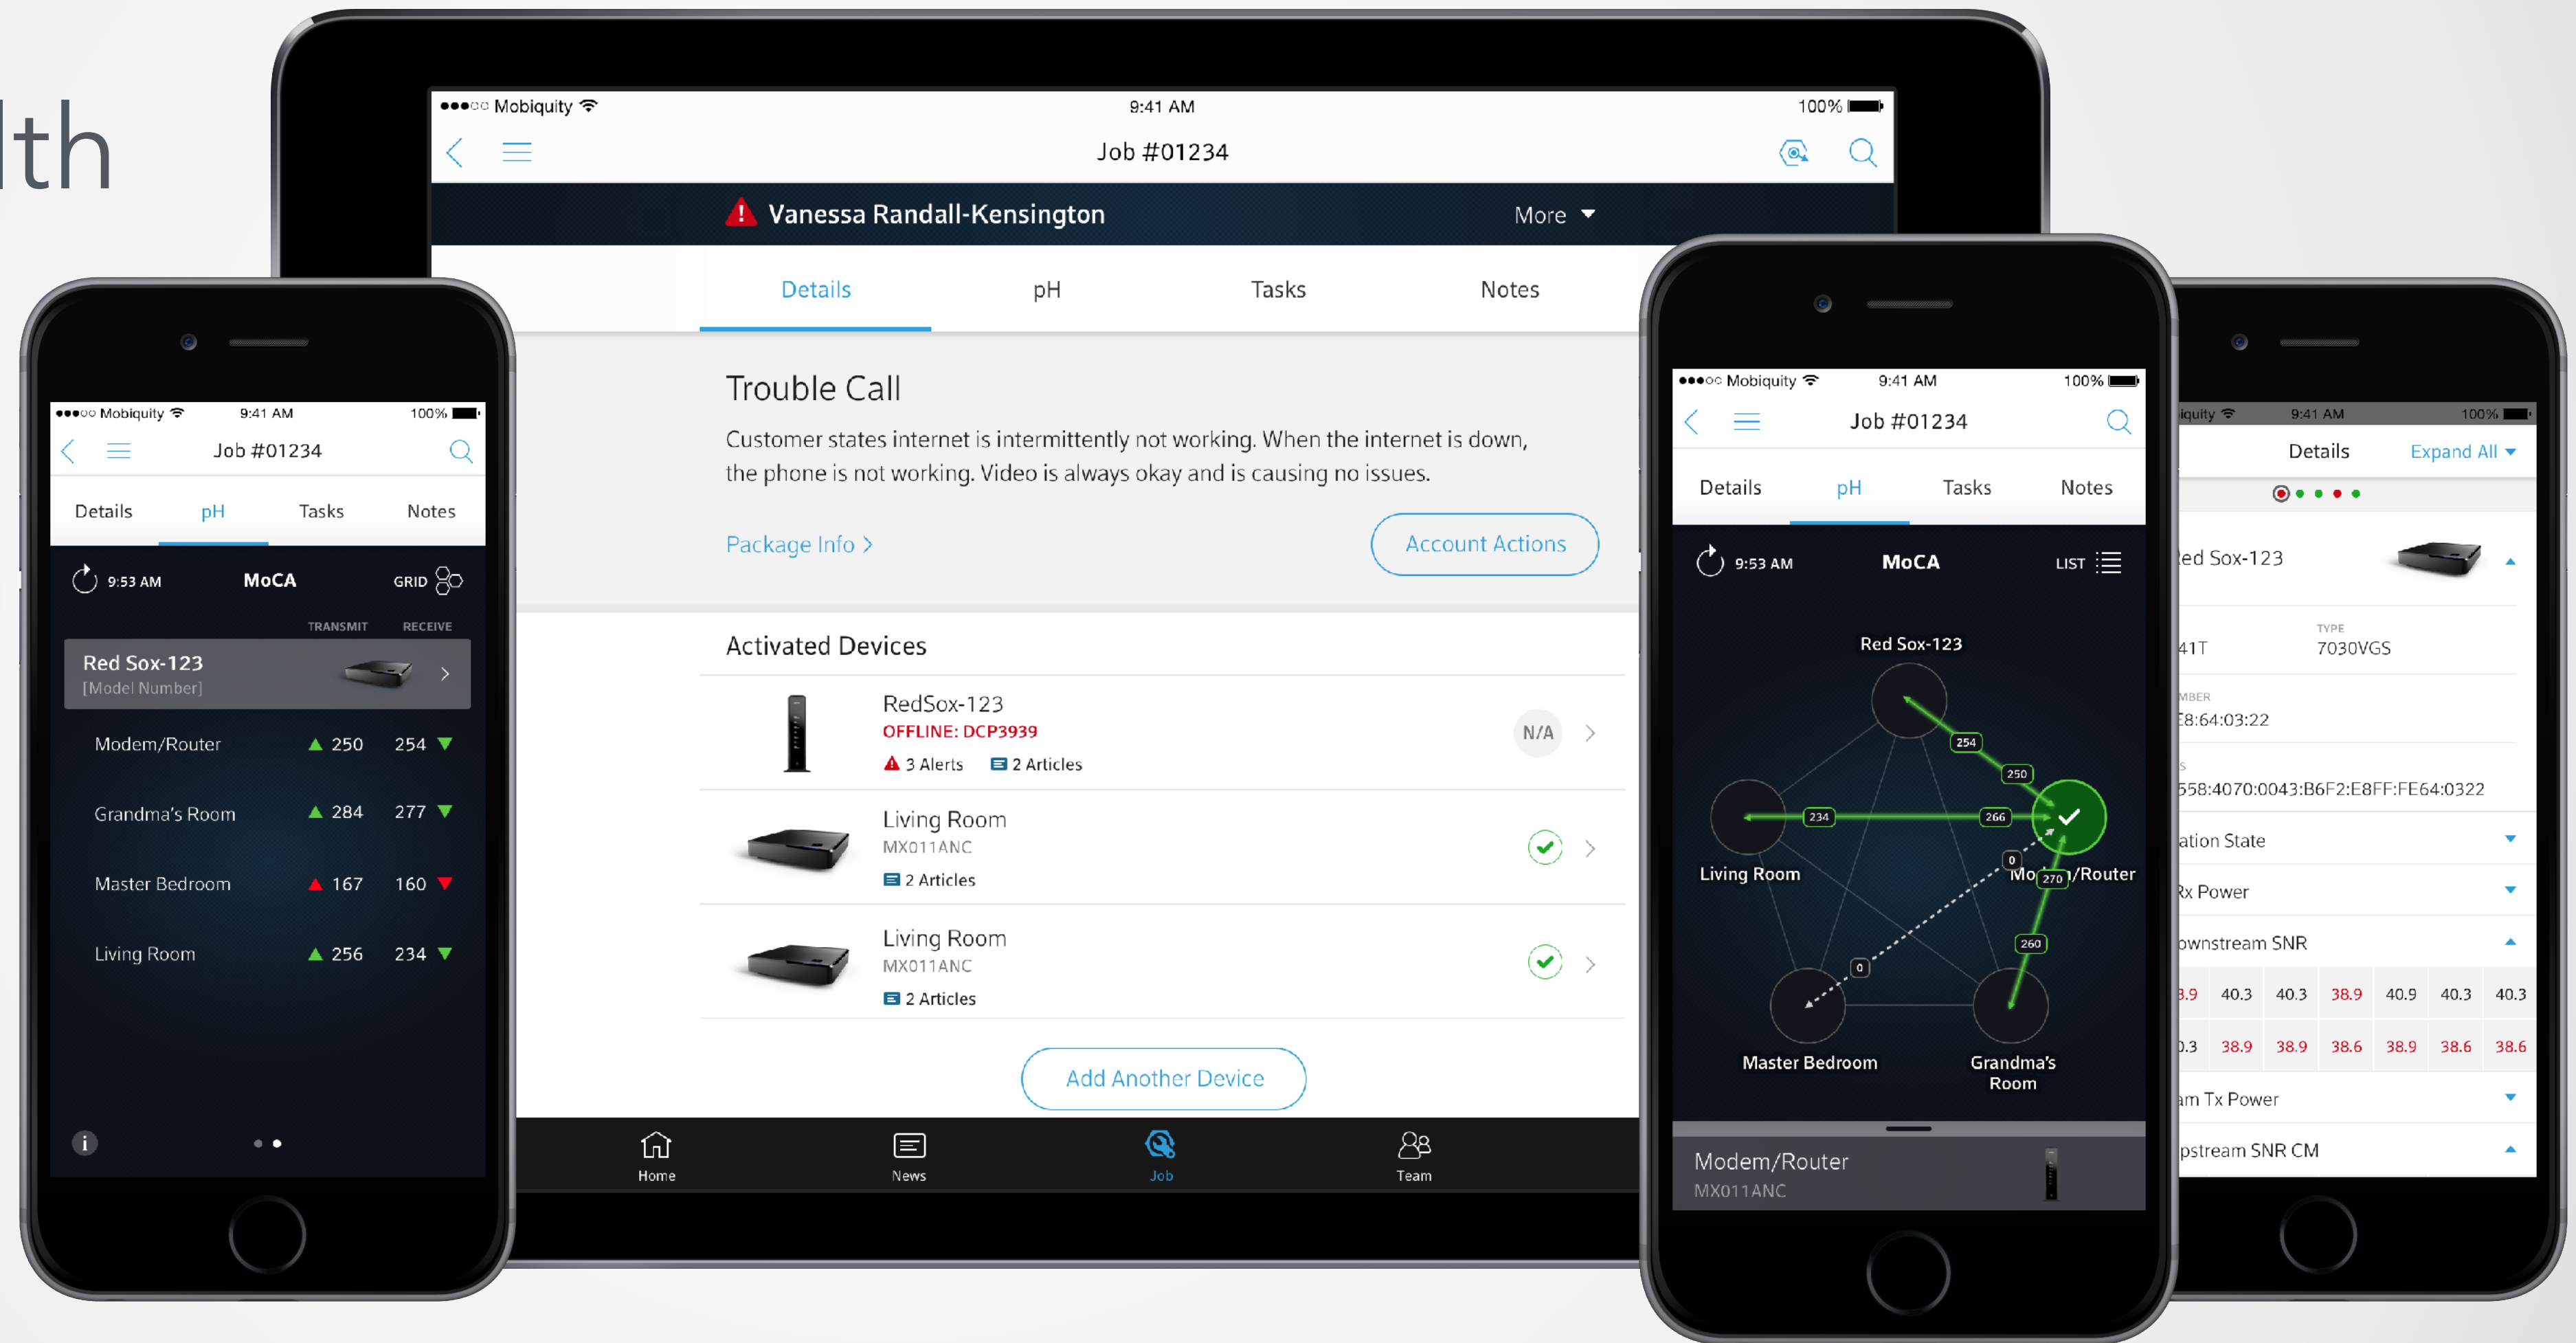 Mobiquity 9:41 AM 100%
Job #01234
Vanessa Randall-Kensington More
Details pH Tasks Notes
Trouble Call
Customer states internet is intermittently not working. When the internet is down,
the phone is not working. Video is always okay and is causing no issues.
Package Info > Account Actions
Activated Devices
RedSox-123
OFFLINE: DCP3939
3 Alerts 2 Articles
N/A
Living Room
MX011ANC
2 Articles
Living Room
MX011ANC
2 Articles
Add Another Device
Home News Job Team
Mobiquity 9:41 AM 100%
Job #01234
Details pH Tasks Notes
9:53 AM MoCA GRID
TRANSMIT RECEIVE
Red Sox-123
[Model Number]
Modem/Router 250 254
Grandma's Room 284 277
Master Bedroom 167 160
Living Room 256 234
i
Mobiquity 9:41 AM 100%
Job #01234
Details pH Tasks Notes
9:53 AM MoCA LIST
Red Sox-123
254
250
234 266
0
Living Room
270
260
0
Master Bedroom
Grandma's
Room
Modem/Router
MX011ANC
9:41 AM 100%
Details Expand All
Sox-123
TYPE
41T 7030VGS
E8:64:03:22
558:4070:0043:B6F2:E8FF:FE64:0322
State
Power
SNR
40.3 40.3 38.9 40.9 40.3 40.3
38.9 38.9 38.6 38.9 38.6 38.6
Tx Power
SNR CM